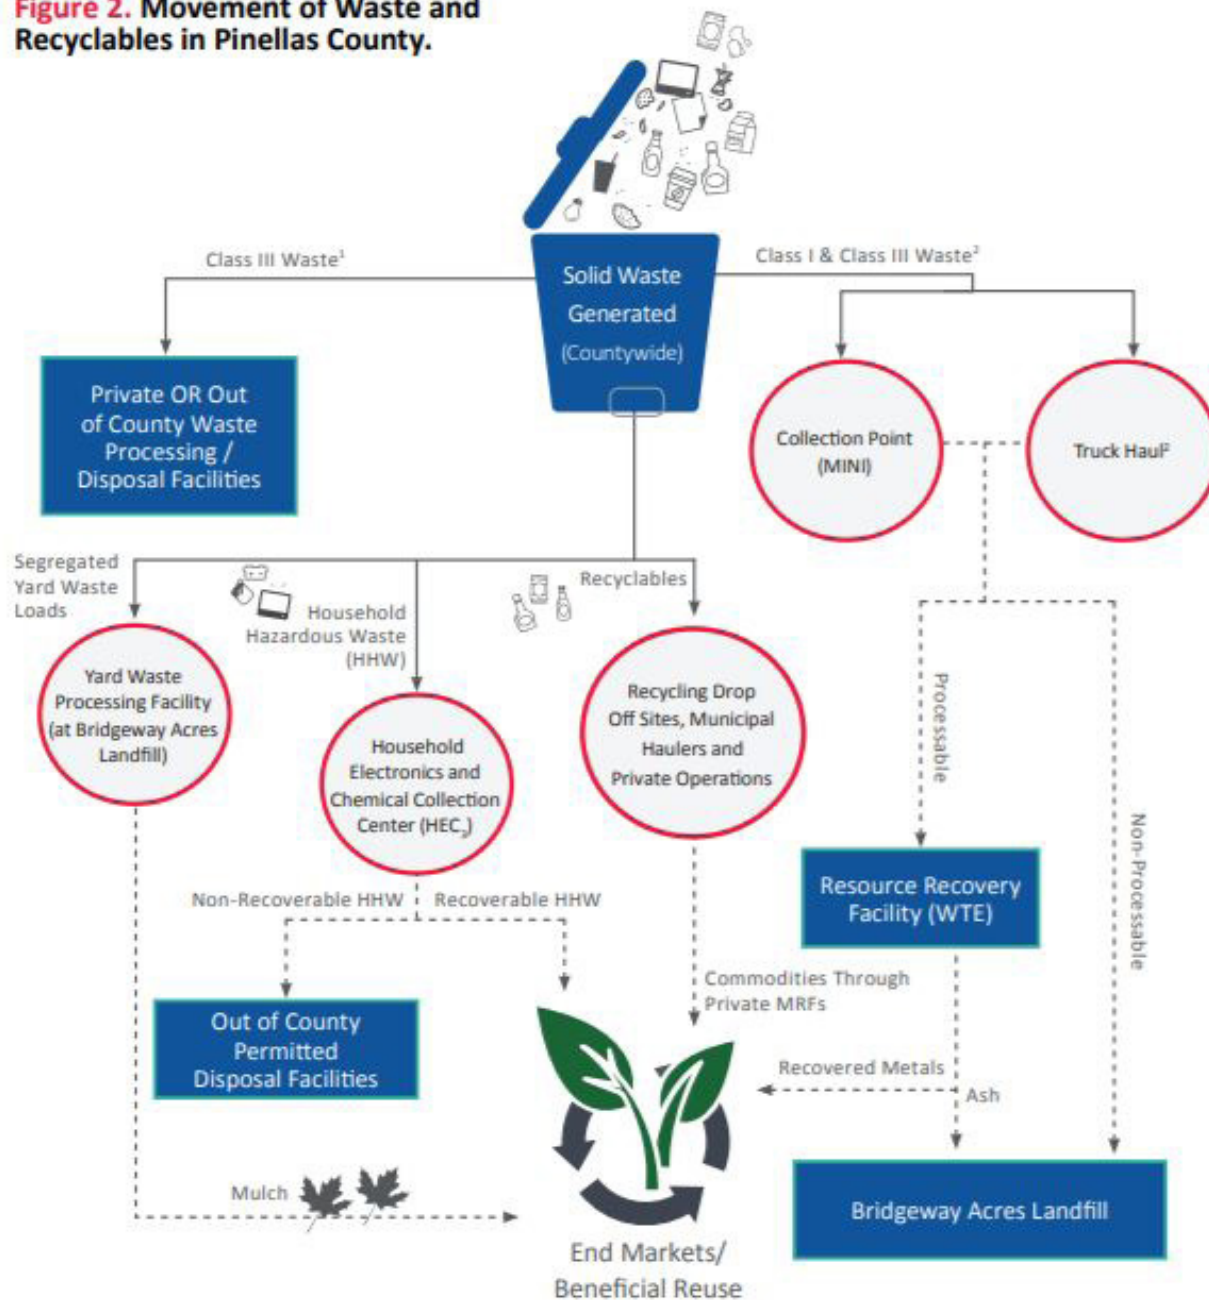 Figure 2. Movement of Waste and
Recyclables in Pinellas County.
Class III Waste¹
Class I & Class III Waste²
Solid Waste
Generated
(Countywide)
Private OR Out
of County Waste
Processing /
Disposal Facilities
Collection Point
(MINI)
Truck Haul²
Segregated
Yard Waste
Loads
Household
Hazardous Waste
(HHW)
Recyclables
Yard Waste
Processing Facility
(at Bridgeway Acres
Landfill)
Household
Electronics and
Chemical Collection
Center (HEC₃)
Recycling Drop
Off Sites, Municipal
Haulers and
Private Operations
Processable
Non-Processable
Non-Recoverable HHW
Recoverable HHW
Resource Recovery
Facility (WTE)
Commodities Through
Private MRFs
Out of County
Permitted
Disposal Facilities
Recovered Metals
Ash
Mulch
Bridgeway Acres Landfill
End Markets/
Beneficial Reuse